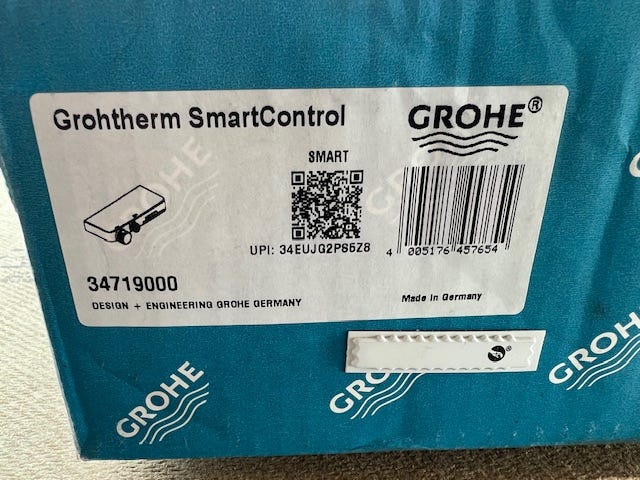 Grohtherm SmartControl
GROHE®
SMART
UPI: 34EUJG2PS5Z8
4 005176 457654
34719000
DESIGN + ENGINEERING GROHE GERMANY
Made in Germany
GROHE
GROHE
GROHE
GROHE